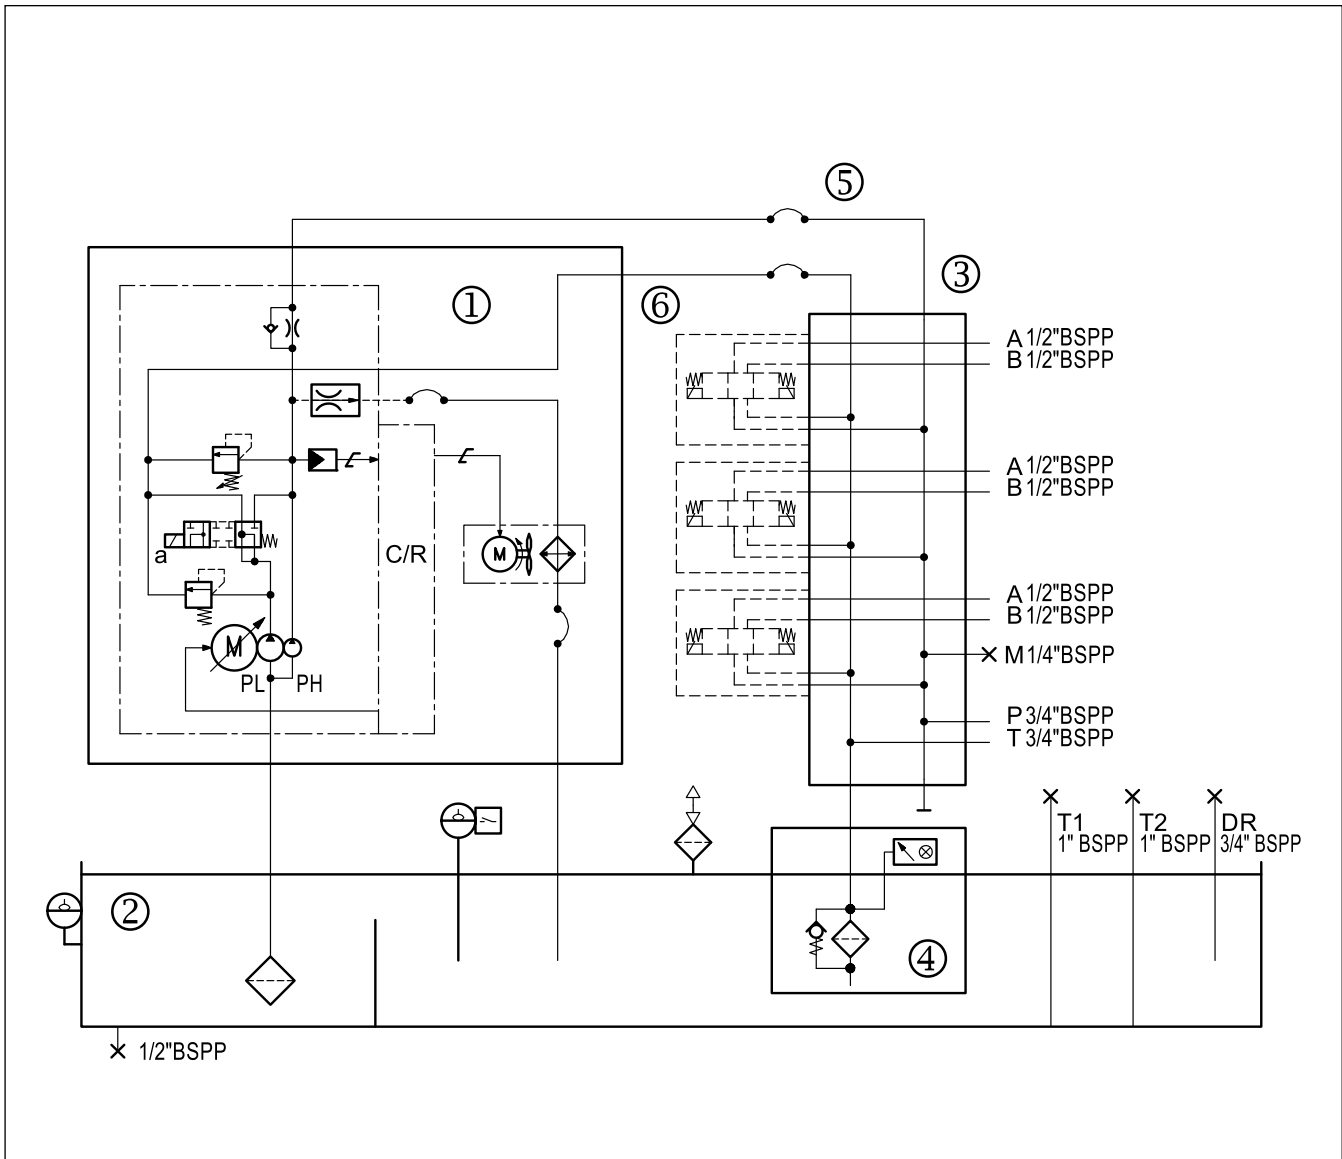 5
3
1
6
A 1/2"BSPP
B 1/2"BSPP
A 1/2"BSPP
B 1/2"BSPP
a
C/R
M
A 1/2"BSPP
B 1/2"BSPP
M
M 1/4"BSPP
PL
PH
P 3/4"BSPP
T 3/4"BSPP
T1
1" BSPP
T2
1" BSPP
DR
3/4" BSPP
2
4
1/2"BSPP